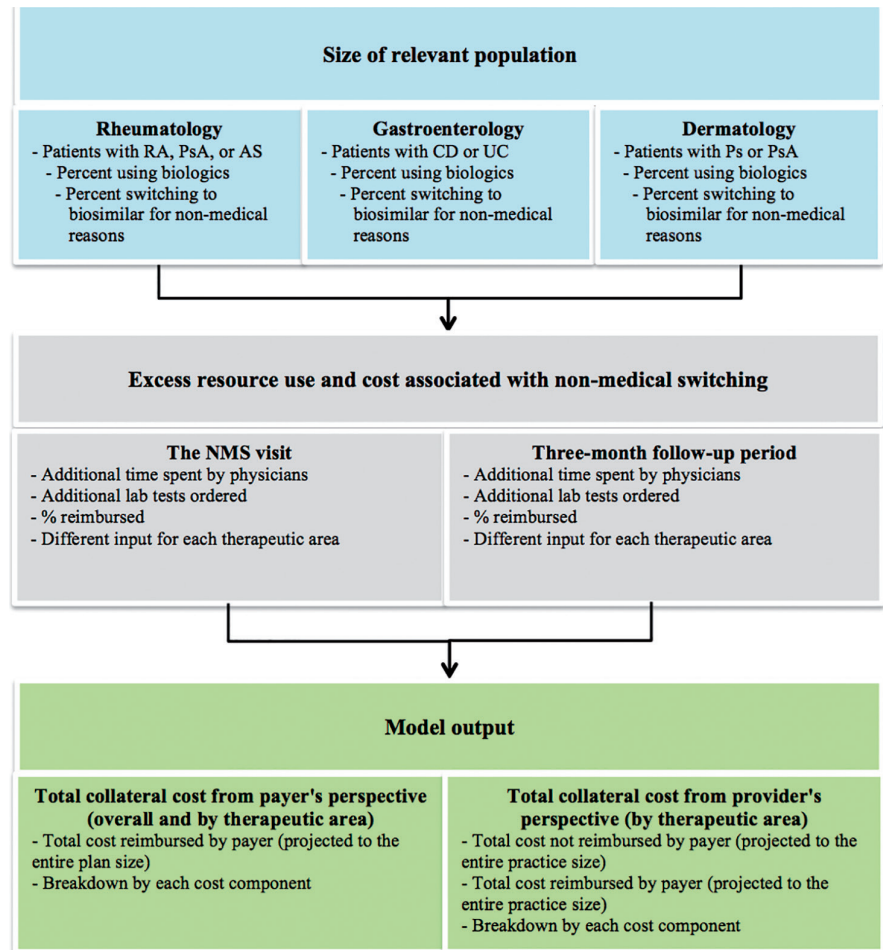 Size of relevant population
Rheumatology
- Patients with RA, PsA, or AS
- Percent using biologics
- Percent switching to
biosimilar for non-medical
reasons
Gastroenterology
- Patients with CD or UC
- Percent using biologics
- Percent switching to
biosimilar for non-medical
reasons
Dermatology
- Patients with Ps or PsA
- Percent using biologics
- Percent switching to
biosimilar for non-medical
reasons
Excess resource use and cost associated with non-medical switching
The NMS visit
- Additional time spent by physicians
- Additional lab tests ordered
- % reimbursed
- Different input for each therapeutic area
Three-month follow-up period
- Additional time spent by physicians
- Additional lab tests ordered
- % reimbursed
- Different input for each therapeutic area
Model output
Total collateral cost from payer's perspective
(overall and by therapeutic area)
- Total cost reimbursed by payer (projected to the
entire plan size)
- Breakdown by each cost component
Total collateral cost from provider's
perspective (by therapeutic area)
- Total cost not reimbursed by payer (projected to the
entire practice size)
- Total cost reimbursed by payer (projected to the
entire practice size)
- Breakdown by each cost component